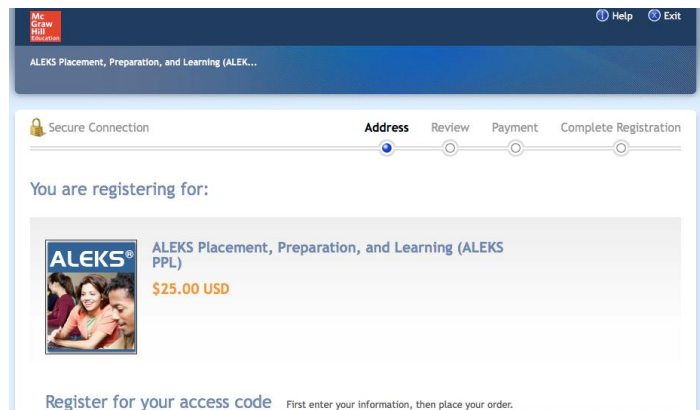 Mc
Graw
Hill
Education
Help Exit
ALEKS Placement, Preparation, and Learning (ALEK...
Secure Connection
Address Review Payment Complete Registration
You are registering for:
ALEKS®
ALEKS Placement, Preparation, and Learning (ALEKS
PPL)
$25.00 USD
Register for your access code First enter your information, then place your order.